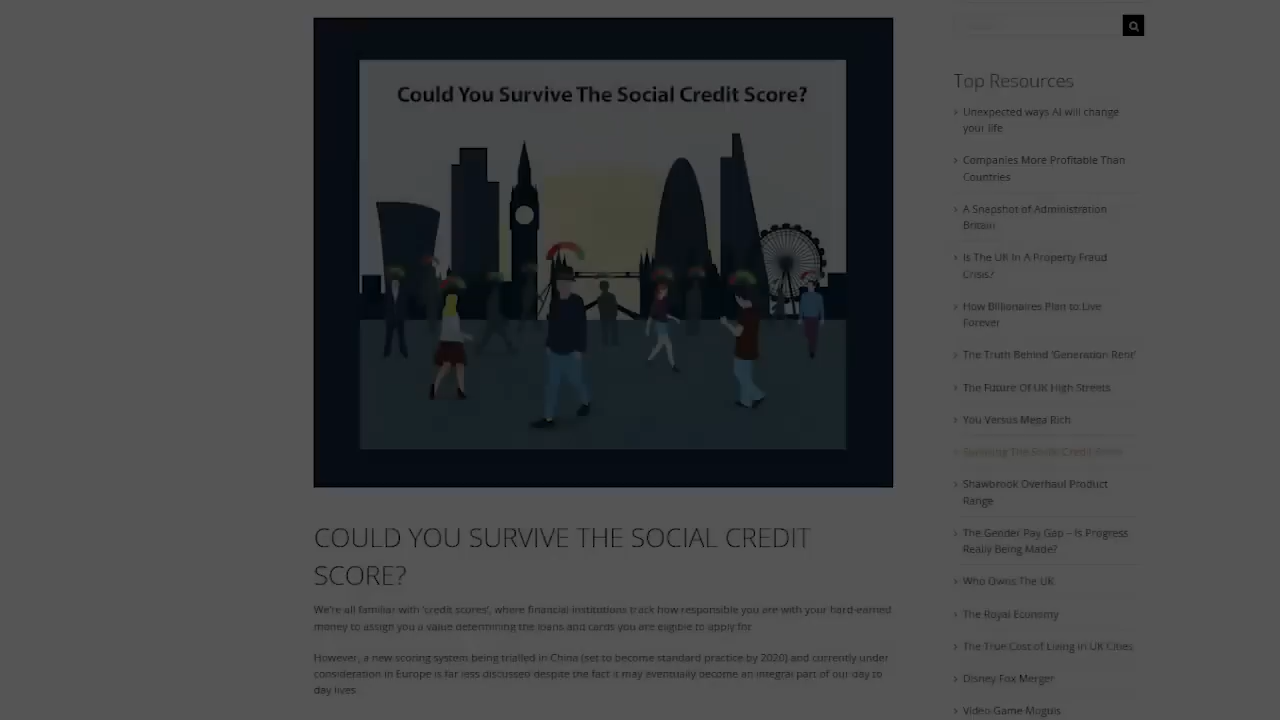 Could You Survive The Social Credit Score?
COULD YOU SURVIVE THE SOCIAL CREDIT
SCORE?
We're all familiar with 'credit scores', where financial institutions track how responsible you are with your hard-earned
money to assign you a value determining the loans and cards you are eligible to apply for.
However, a new scoring system being trialled in China (set to become standard practice by 2020) and currently under
consideration in Europe is far less discussed despite the fact it may eventually become an integral part of our day to
day lives.
Top Resources
Unexpected ways AI will change
your life
Companies More Profitable Than
Countries
A Snapshot of Administration
Britain
Is The UK In A Property Fraud
Crisis?
How Billionaires Plan to Live
Forever
The Truth Behind 'Generation Rent'
The Future Of UK High Streets
You Versus Mega Rich
Surviving The Social Credit Score
Shawbrook Overhaul Product
Range
The Gender Pay Gap – Is Progress
Really Being Made?
Who Owns The UK
The Royal Economy
The True Cost of Living in UK Cities
Disney Fox Merger
Video Game Moguls